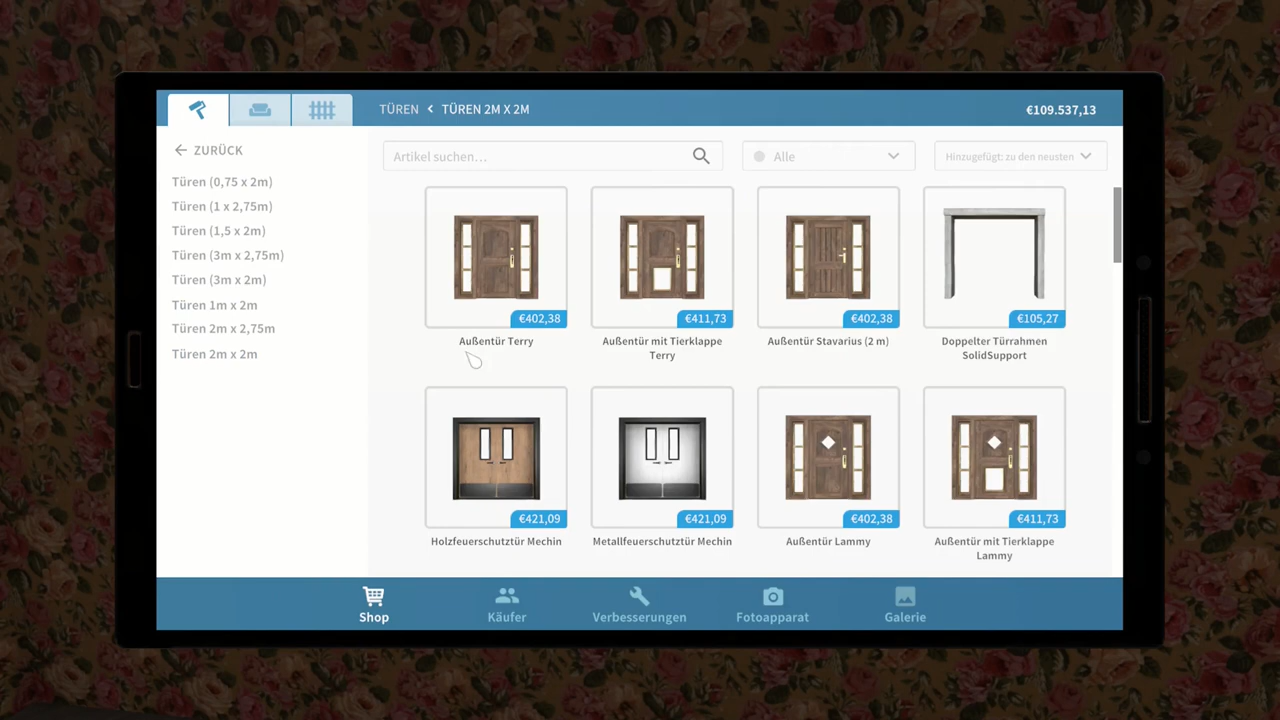 TÜREN < TÜREN 2M X 2M
€109.537,13
ZURÜCK
Türen (0,75 x 2m)
Türen (1 x 2,75m)
Türen (1,5 x 2m)
Türen (3m x 2,75m)
Türen (3m x 2m)
Türen 1m x 2m
Türen 2m x 2,75m
Türen 2m x 2m
Artikel suchen...
Alle
Hinzugefügt: zu den neusten
€402,38
€411,73
€402,38
€105,27
Außentür Terry
Außentür mit Tierklappe
Terry
Außentür Stavarius (2 m)
Doppelter Türrahmen
SolidSupport
€421,09
€421,09
€402,38
€411,73
Holzfeuerschutztür Mechin
Metallfeuerschutztür Mechin
Außentür Lammy
Außentür mit Tierklappe
Lammy
Shop
Käufer
Verbesserungen
Fotoapparat
Galerie